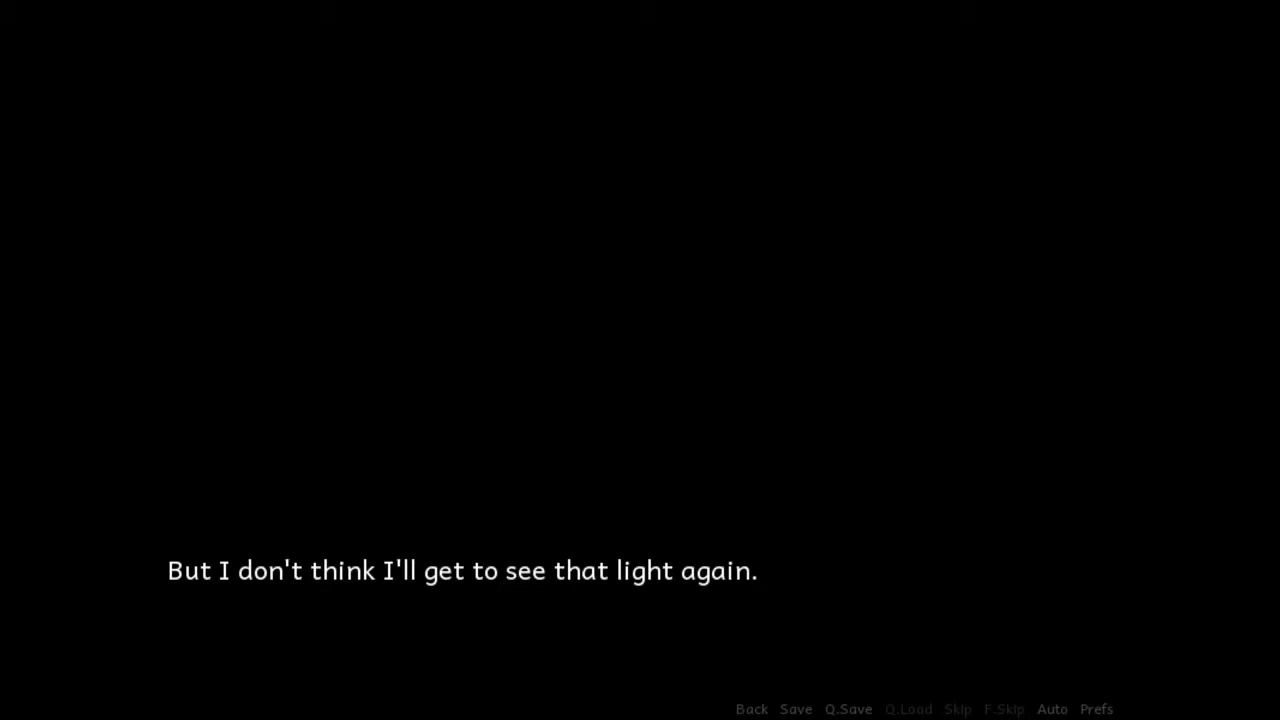 But I don't think I'll get to see that light again.
Back Save Q.Save Q.Load Skip F.Skip Auto Prefs